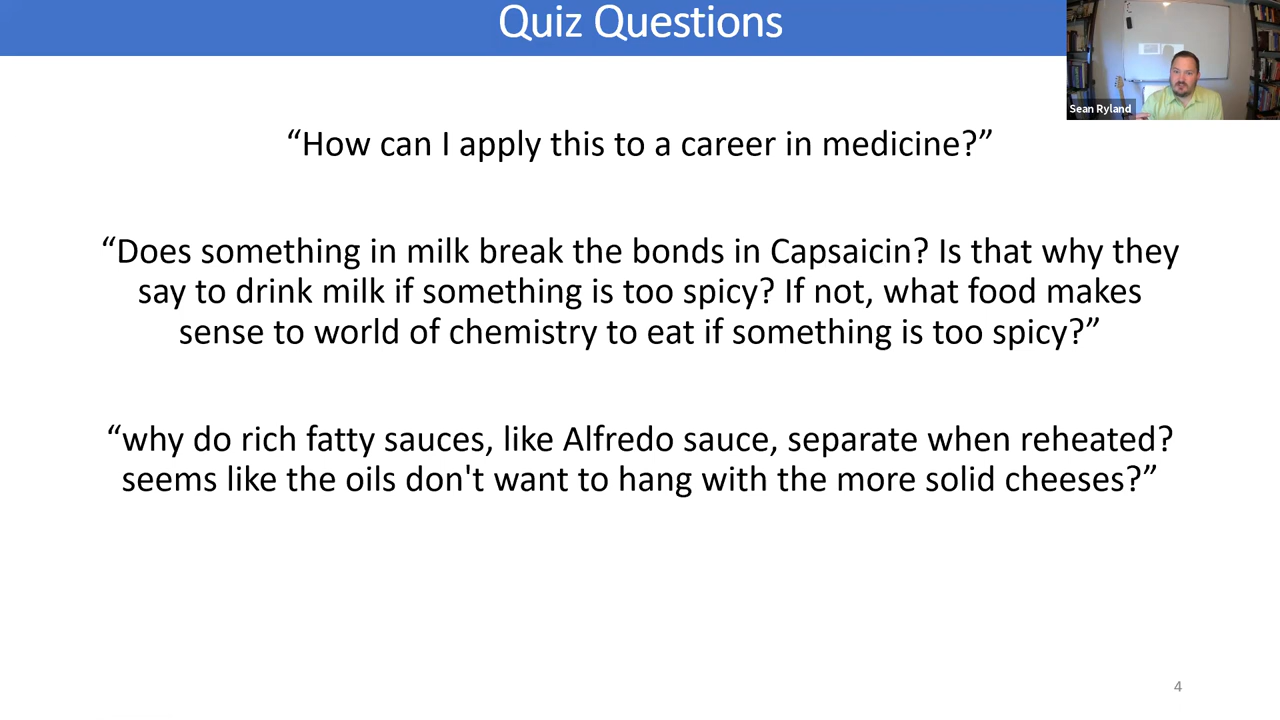 Quiz Questions
Sean Ryland
“How can I apply this to a career in medicine?”
“Does something in milk break the bonds in Capsaicin? Is that why they
say to drink milk if something is too spicy? If not, what food makes
sense to world of chemistry to eat if something is too spicy?”
“why do rich fatty sauces, like Alfredo sauce, separate when reheated?
seems like the oils don't want to hang with the more solid cheeses?”
4